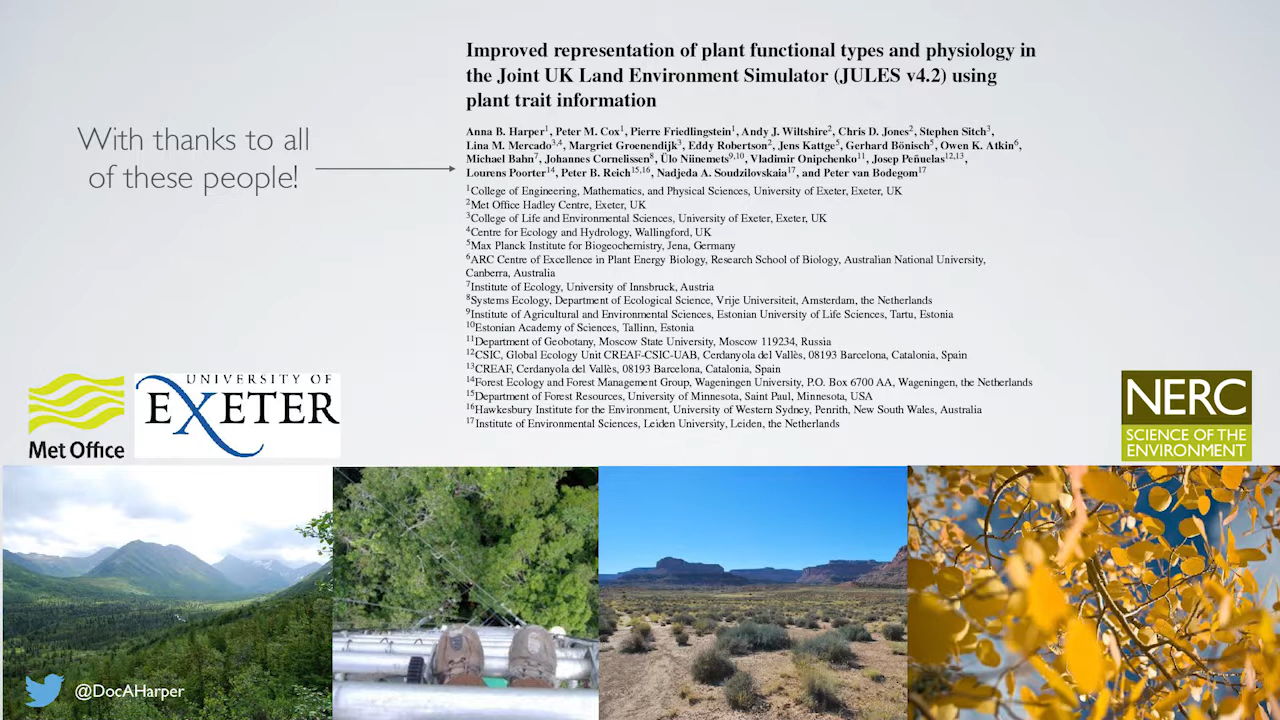 Improved representation of plant functional types and physiology in
the Joint UK Land Environment Simulator (JULES v4.2) using
plant trait information
With thanks to all
of these people!
Anna B. Harper1, Peter M. Cox1, Pierre Friedlingstein1, Andy J. Wiltshire2, Chris D. Jones2, Stephen Sitch3,
Lina M. Mercado3,4, Margriet Groenendijk3, Eddy Robertson2, Jens Kattge5, Gerhard Bönisch5, Owen K. Atkin6,
Michael Bahn7, Johannes Cornelissen8, Ülo Niinemets9,10, Vladimir Onipchenko11, Josep Peñuelas12,13,
Lourens Poorter14, Peter B. Reich15,16, Nadjeda A. Soudzilovskaia17, and Peter van Bodegom17
1College of Engineering, Mathematics, and Physical Sciences, University of Exeter, Exeter, UK
2Met Office Hadley Centre, Exeter, UK
3College of Life and Environmental Sciences, University of Exeter, Exeter, UK
4Centre for Ecology and Hydrology, Wallingford, UK
5Max Planck Institute for Biogeochemistry, Jena, Germany
6ARC Centre of Excellence in Plant Energy Biology, Research School of Biology, Australian National University,
Canberra, Australia
7Institute of Ecology, University of Innsbruck, Austria
8Systems Ecology, Department of Ecological Science, Vrije Universiteit, Amsterdam, the Netherlands
9Institute of Agricultural and Environmental Sciences, Estonian University of Life Sciences, Tartu, Estonia
10Estonian Academy of Sciences, Tallinn, Estonia
11Department of Geobotany, Moscow State University, Moscow 119234, Russia
12CSIC, Global Ecology Unit CREAF-CSIC-UAB, Cerdanyola del Vallès, 08193 Barcelona, Catalonia, Spain
13CREAF, Cerdanyola del Vallès, 08193 Barcelona, Catalonia, Spain
14Forest Ecology and Forest Management Group, Wageningen University, P.O. Box 6700 AA, Wageningen, the Netherlands
15Department of Forest Resources, University of Minnesota, Saint Paul, Minnesota, USA
16Hawkesbury Institute for the Environment, University of Western Sydney, Penrith, New South Wales, Australia
17Institute of Environmental Sciences, Leiden University, Leiden, the Netherlands
Met Office
UNIVERSITY OF
EXETER
NERC
SCIENCE OF THE
ENVIRONMENT
@DocAHarper